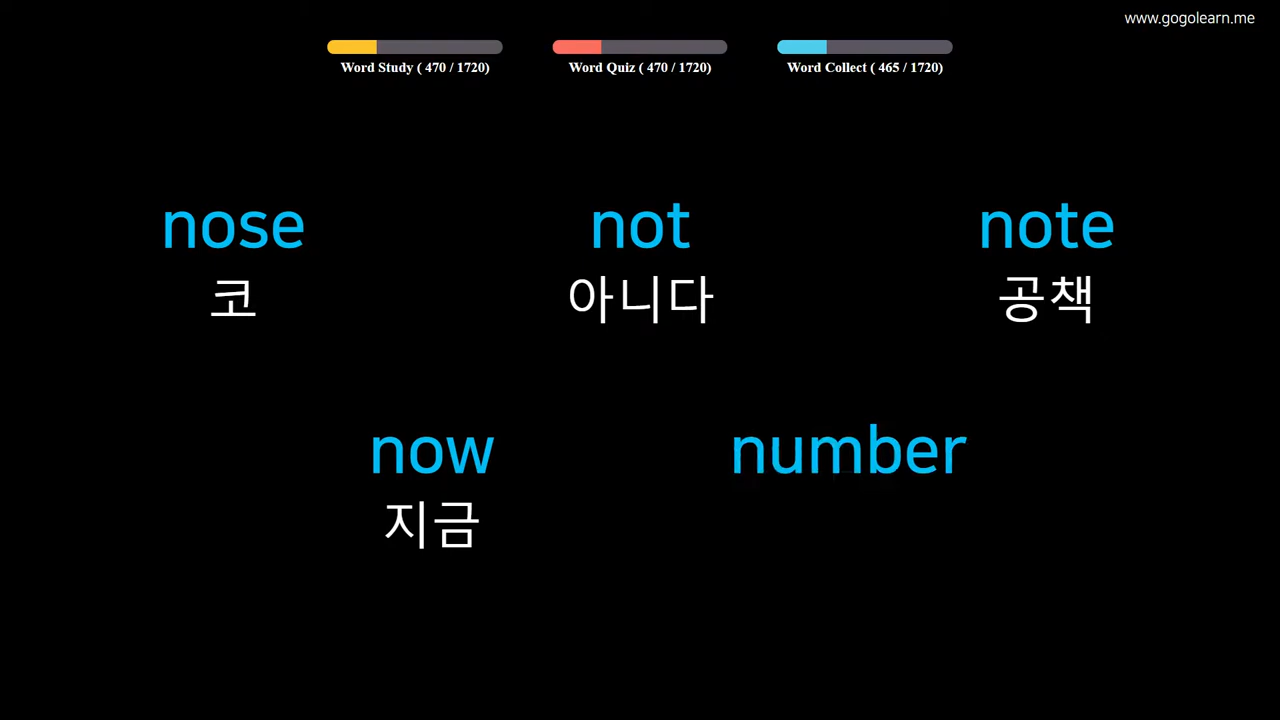 www.gogolearn.me
Word Study ( 470 / 1720)
Word Quiz ( 470 / 1720)
Word Collect ( 465 / 1720)
nose
not
note
코
아니다
공책
now
number
지금